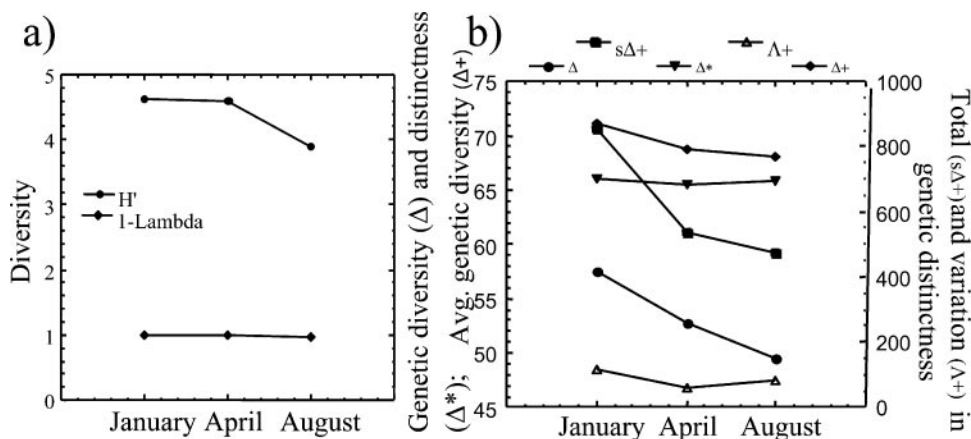 a)
5
4
3
2
1
0
Diversity
H'
1-Lambda
January April August
b)
sΔ+ Λ+
Δ Δ* Δ+
Genetic diversity (Δ) and distinctness
(Δ*); Avg. genetic diversity (Δ+)
75
70
65
60
55
50
45
1000
800
600
400
200
0
Total (sΔ+)and variation (Λ+) in
genetic distinctness
January April August